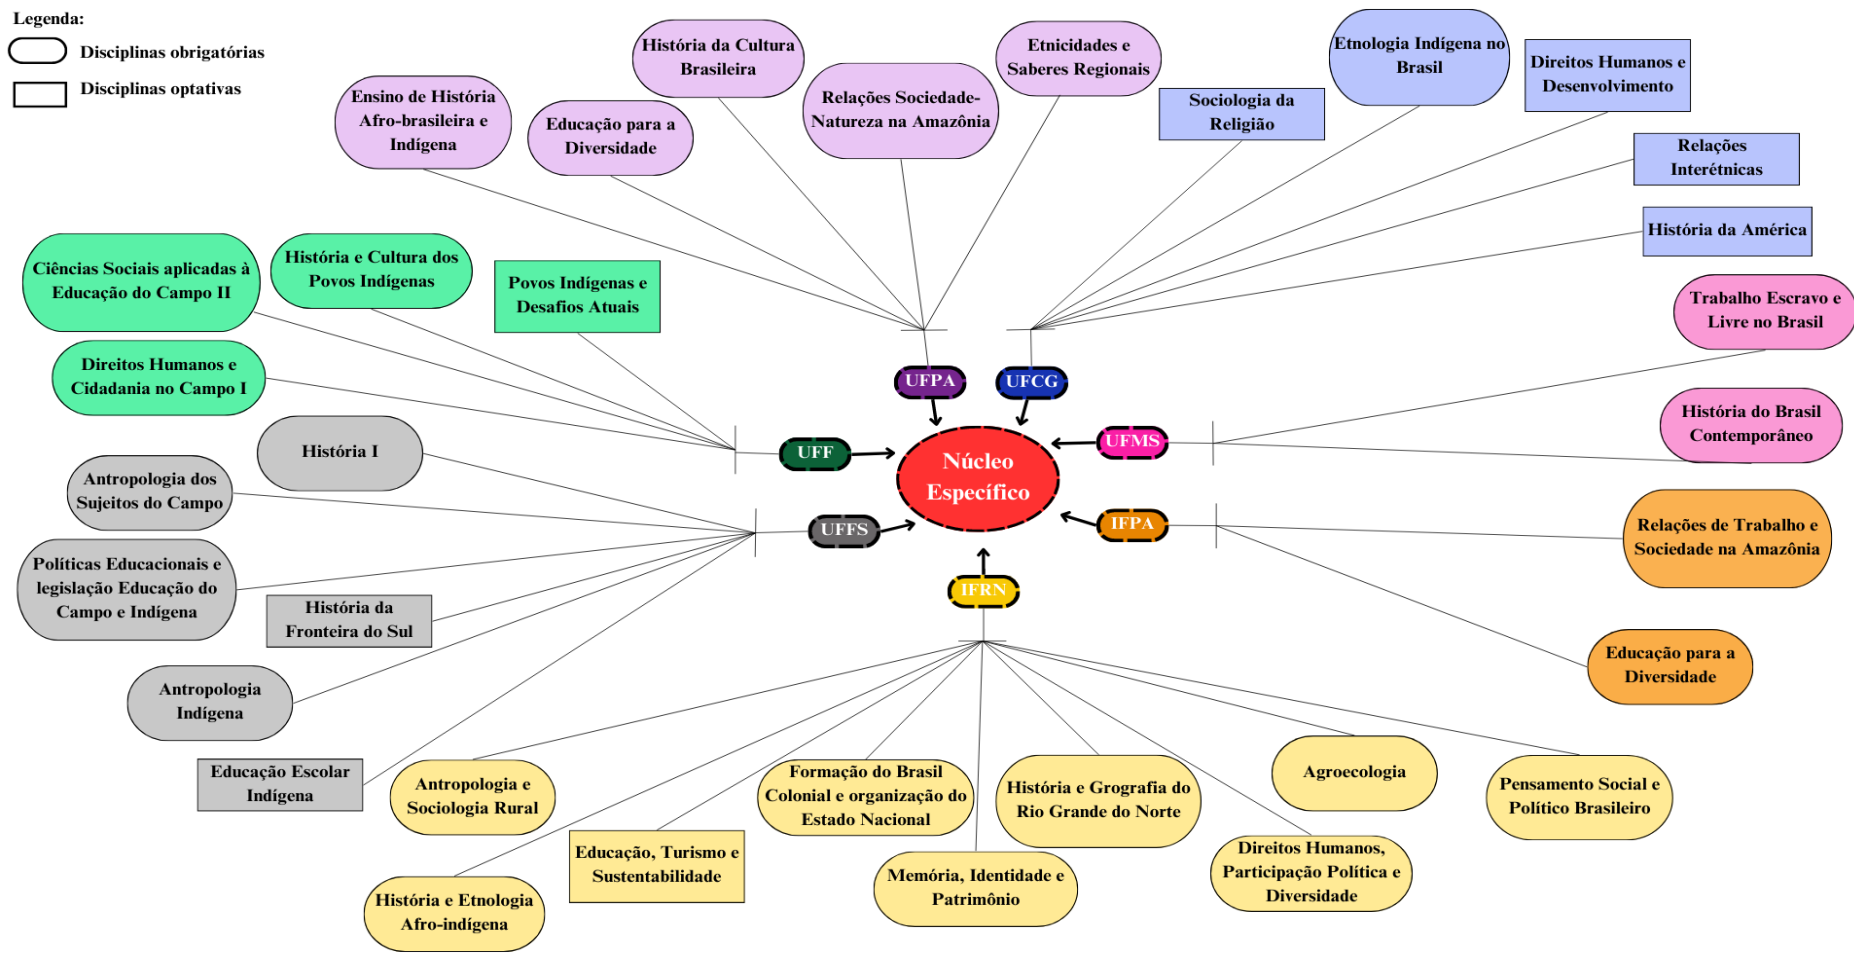 Legenda:
Disciplinas obrigatórias
Disciplinas optativas
História da Cultura
Brasileira
Etnicidades e
Saberes Regionais
Etnologia Indígena no
Brasil
Direitos Humanos e
Desenvolvimento
Ensino de História
Afro-brasileira e
Indígena
Educação para a
Diversidade
Relações Sociedade-
Natureza na Amazônia
Sociologia da
Religião
Relações
Interétnicas
História da América
Ciências Sociais aplicadas à
Educação do Campo II
História e Cultura dos
Povos Indígenas
Povos Indígenas e
Desafios Atuais
Direitos Humanos e
Cidadania no Campo I
Trabalho Escravo e
Livre no Brasil
História do Brasil
Contemporâneo
UFPA
UFCG
UFF
UFMS
Núcleo
Específico
UFFS
IFPA
IFRN
História I
Antropologia dos
Sujeitos do Campo
Políticas Educacionais e
legislação Educação do
Campo e Indígena
História da
Fronteira do Sul
Antropologia
Indígena
Educação Escolar
Indígena
Relações de Trabalho e
Sociedade na Amazônia
Educação para a
Diversidade
Antropologia e
Sociologia Rural
Formação do Brasil
Colonial e organização do
Estado Nacional
História e Grografia do
Rio Grande do Norte
Agroecologia
Pensamento Social e
Político Brasileiro
Educação, Turismo e
Sustentabilidade
Memória, Identidade e
Patrimônio
Direitos Humanos,
Participação Política e
Diversidade
História e Etnologia
Afro-indígena